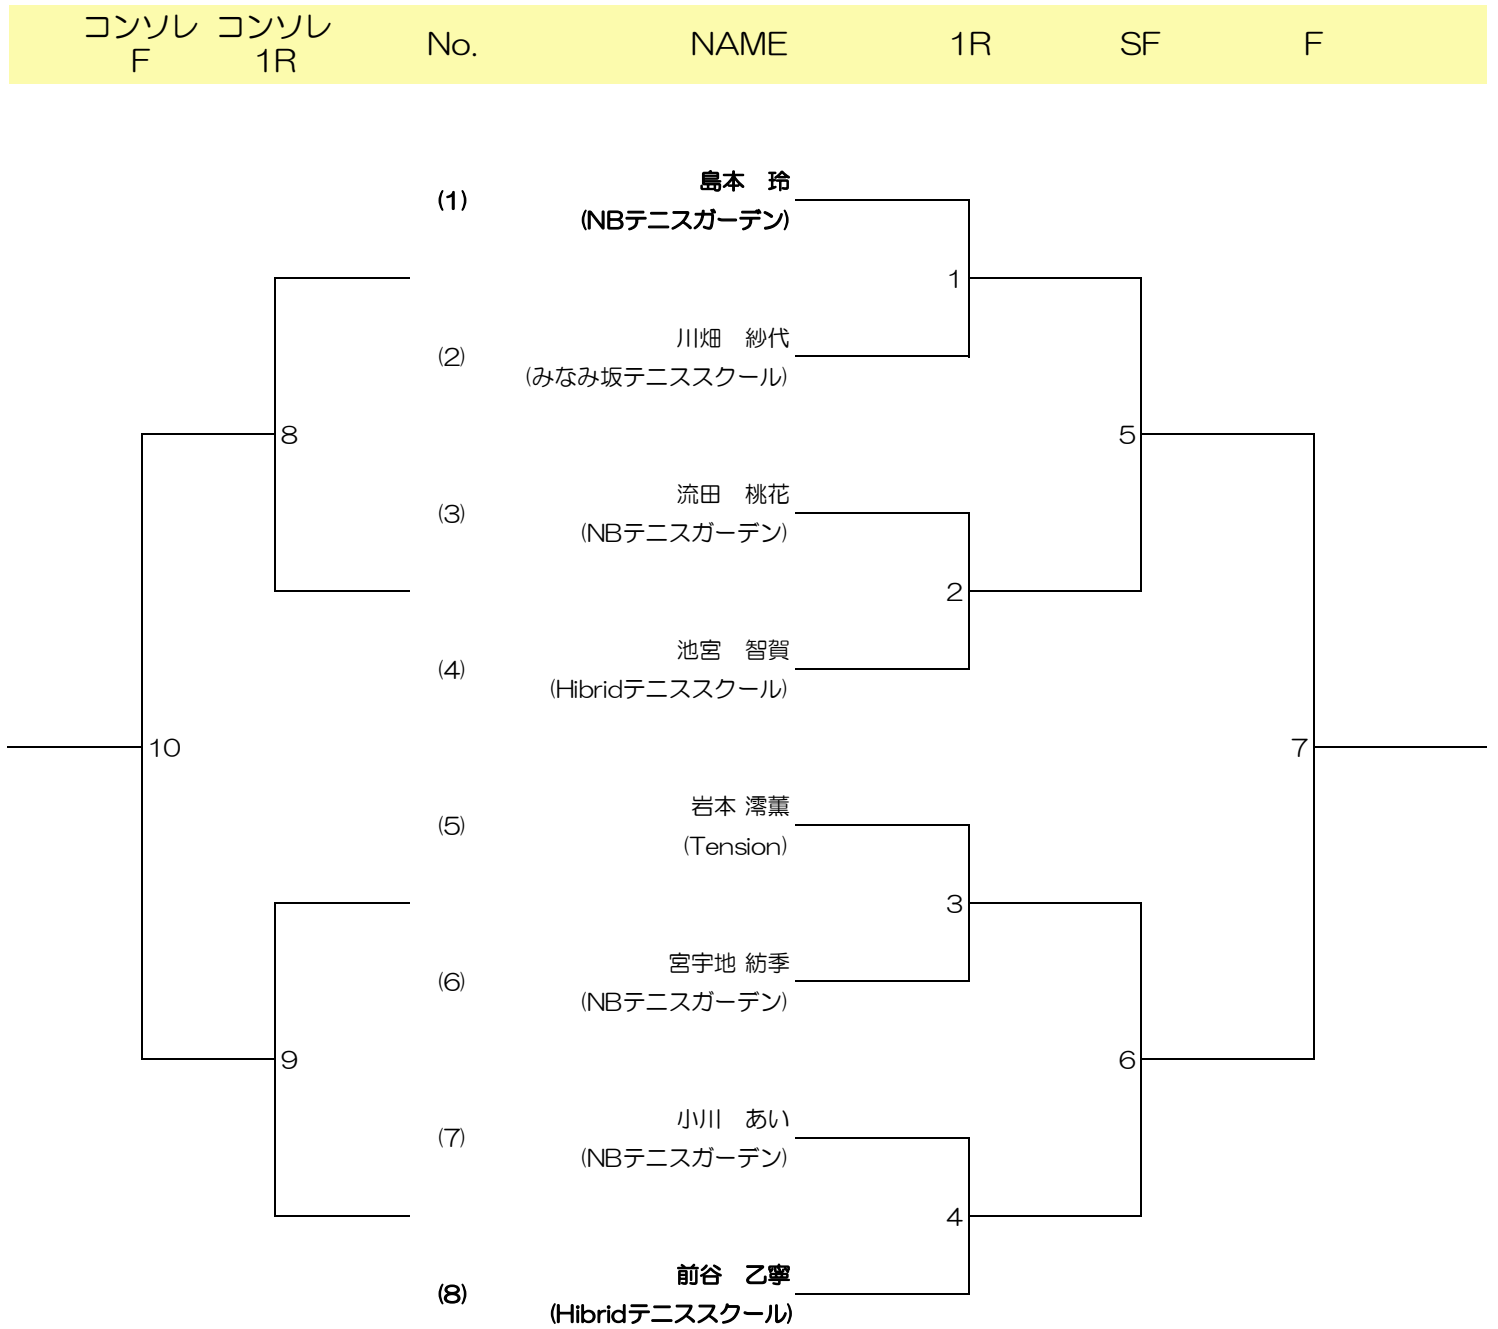 コンソレ コンソレ
F 1R No. NAME 1R SF F
島本　玲
(1)
(NBテニスガーデン)
1
川畑　紗代
(2)
(みなみ坂テニススクール)
8 5
流田　桃花
(3)
(NBテニスガーデン)
2
池宮　智賀
(4)
(Hibridテニススクール)
10 7
岩本 澪薫
(5)
(Tension)
3
宮宇地 紡季
(6)
(NBテニスガーデン)
9 6
小川　あい
(7)
(NBテニスガーデン)
4
前谷　乙寧
(8)
(Hibridテニススクール)